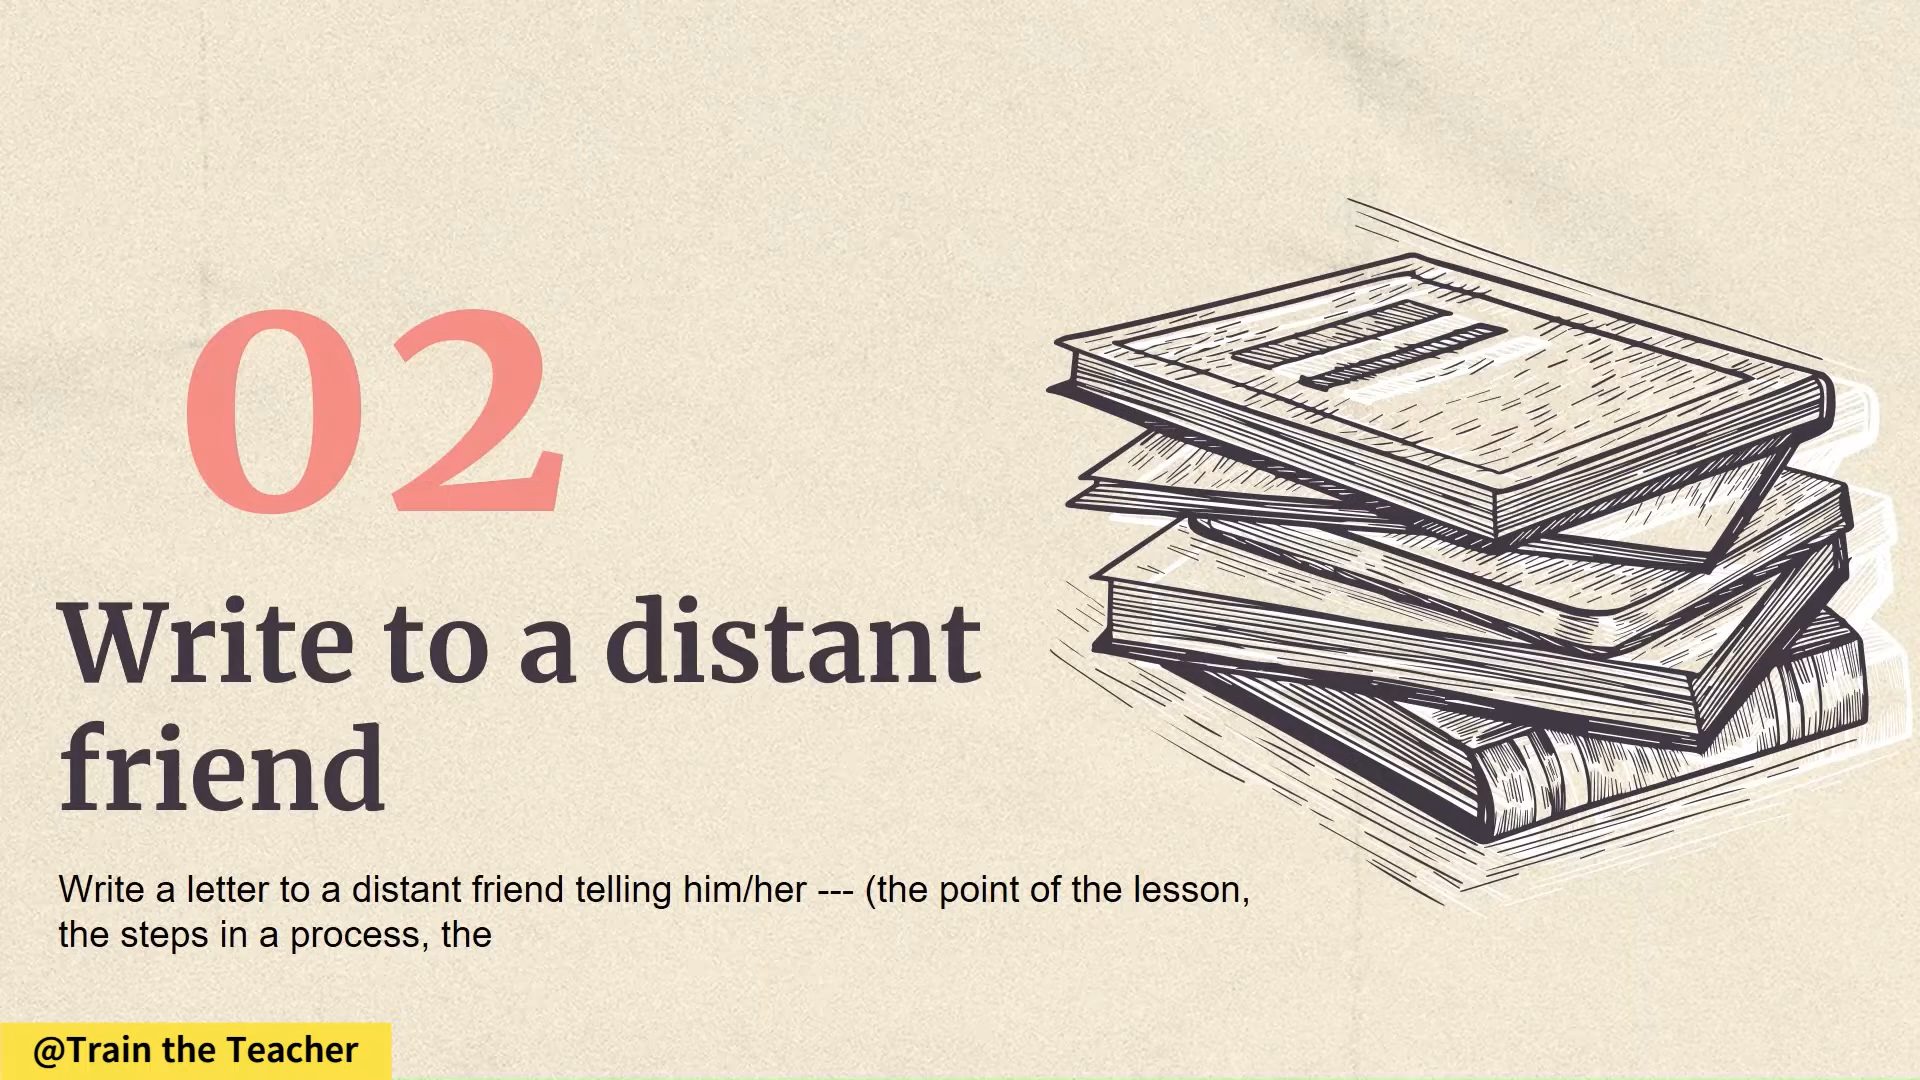 02
Write to a distant
friend
Write a letter to a distant friend telling him/her --- (the point of the lesson,
the steps in a process, the
@Train the Teacher